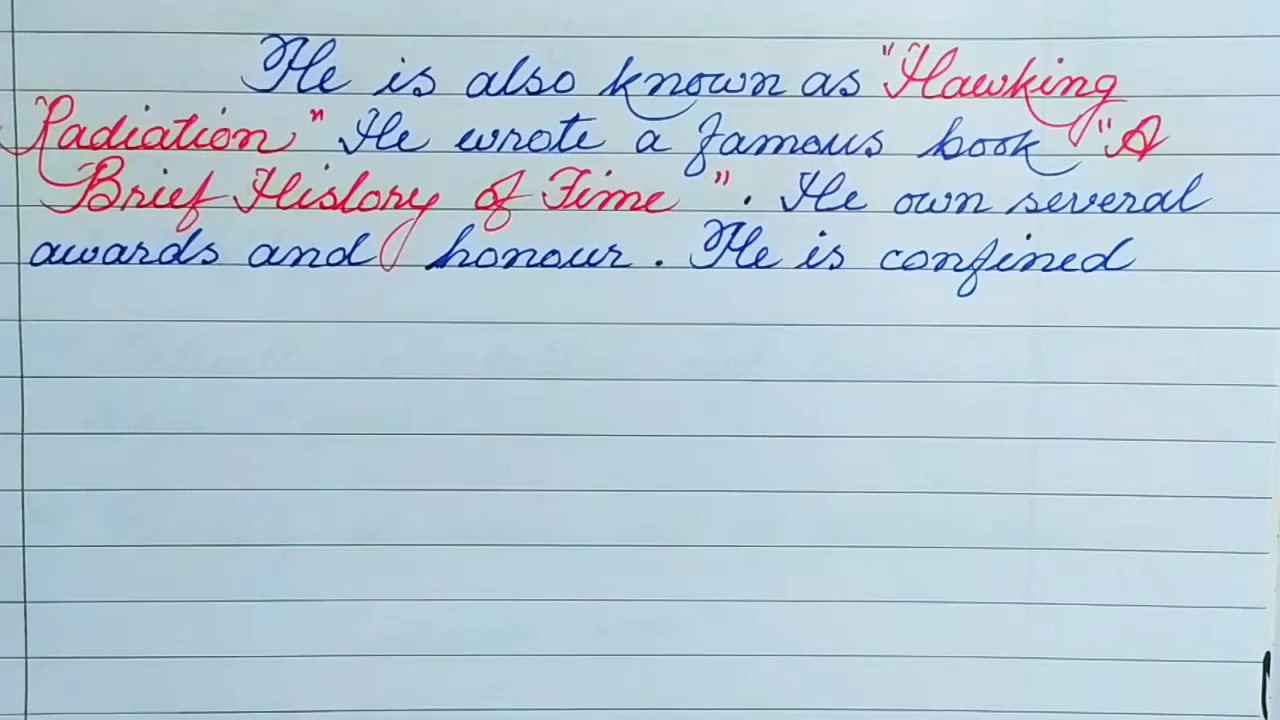 He is also known as "Hawking
Radiation" He wrote a famous book "A
Brief History of Time". He own several
awards and honour. He is confined